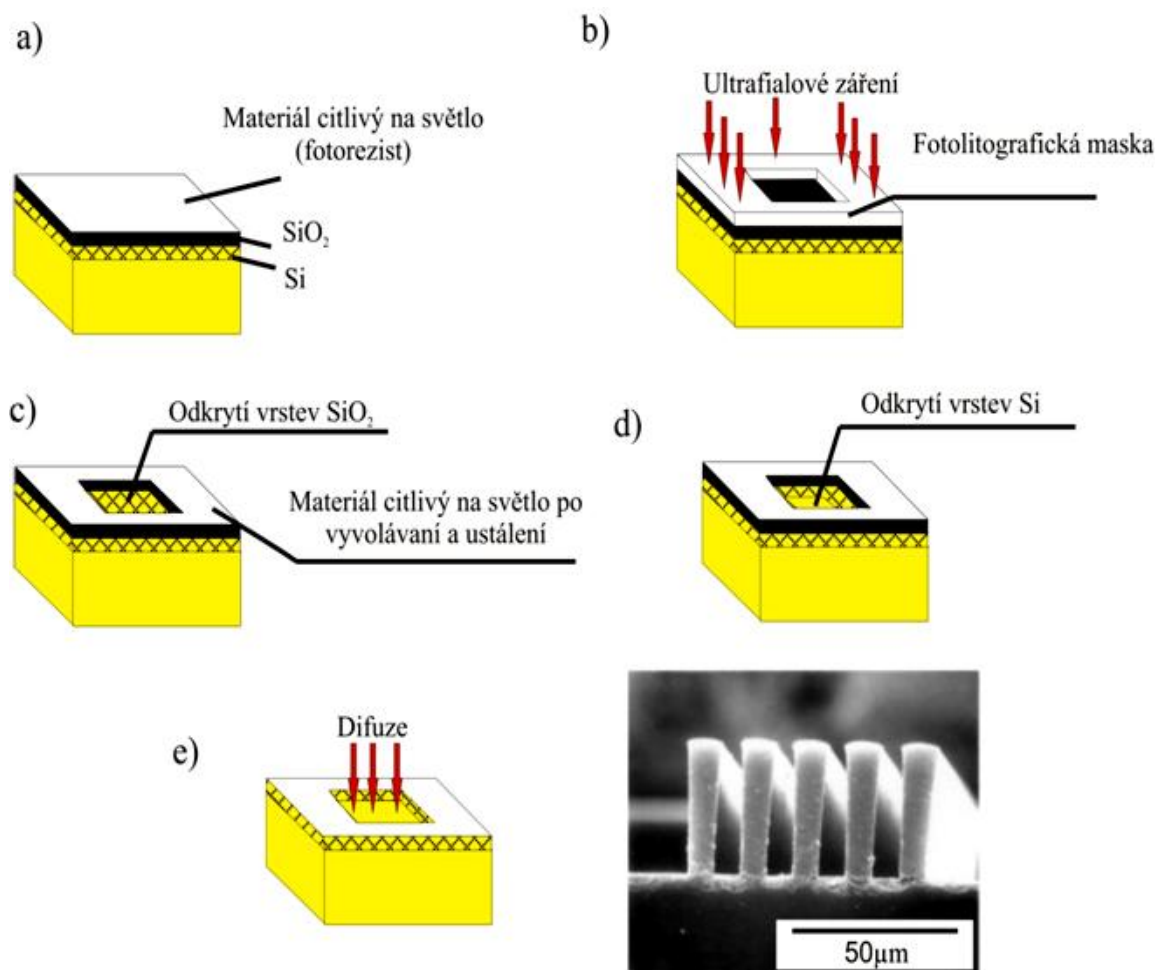 a)
Materiál citlivý na světlo
(fotorezist)
SiO₂
Si
b)
Ultrafialové záření
Fotolitografická maska
c)
Odkrytí vrstev SiO₂
Materiál citlivý na světlo po
vyvolávaní a ustálení
d)
Odkrytí vrstev Si
e)
Difuze
50µm